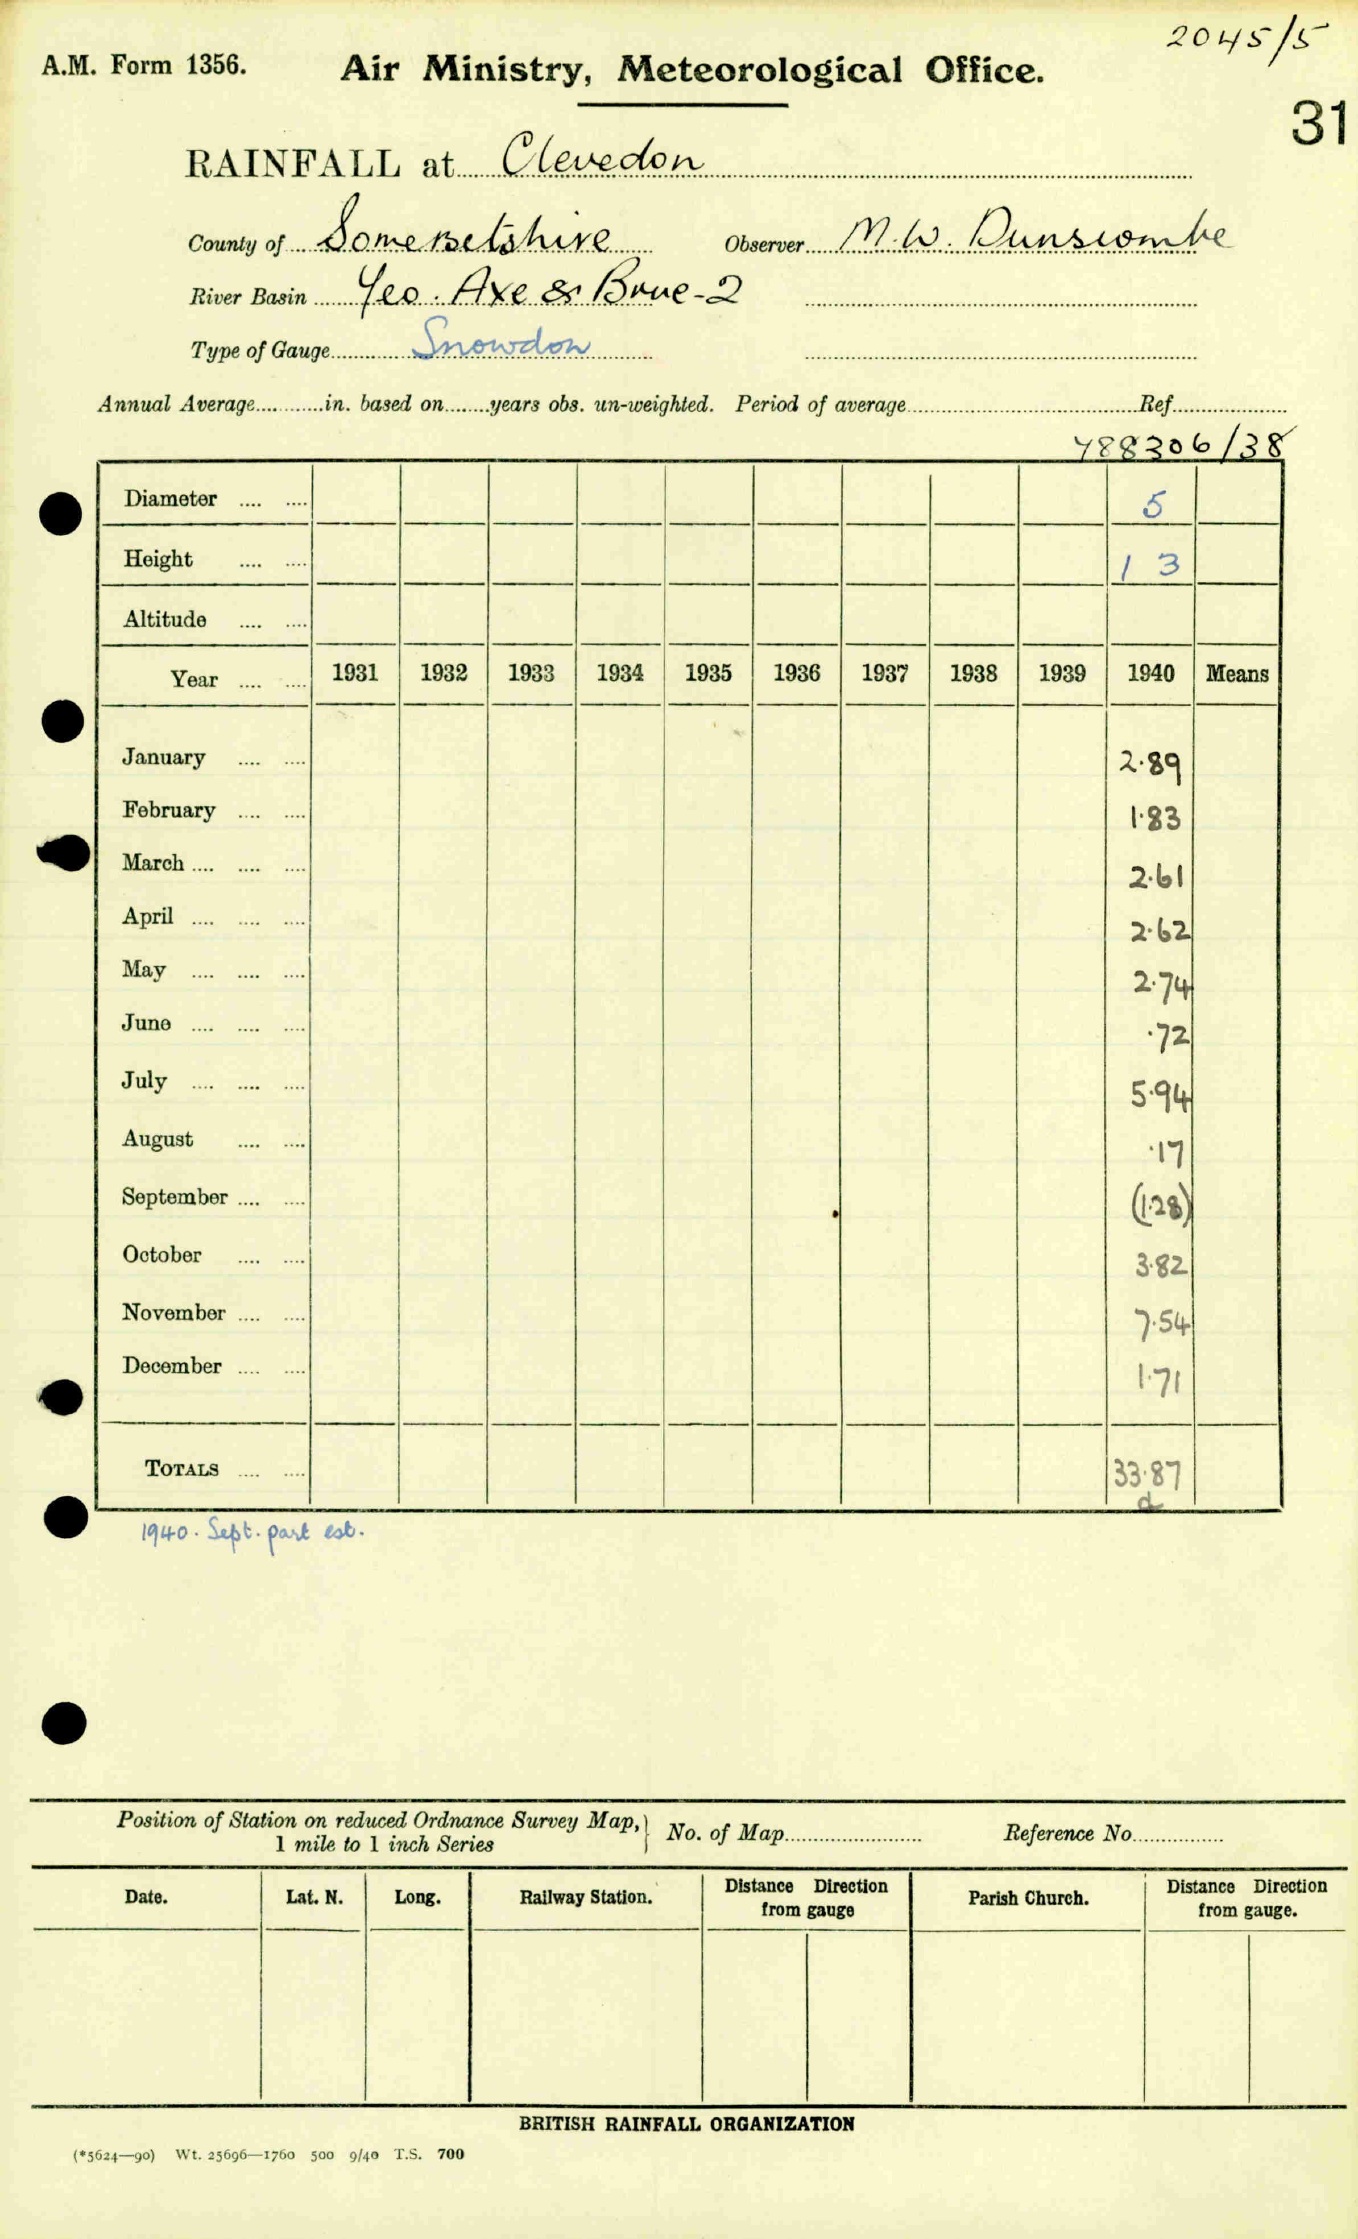 2045/5
A.M. Form 1356. Air Ministry, Meteorological Office.
31
RAINFALL at Clevedon
County of Somersetshire Observer M.W. Dunscombe
River Basin Yeo. Axe & Brue-2
Type of Gauge Snowdon
Annual Average in. based on years obs. un-weighted. Period of average Ref.
488306/38
Diameter 5
Height 1 3
Altitude
Year 1931 1932 1933 1934 1935 1936 1937 1938 1939 1940 Means
January 2.89
February 1.83
March 2.61
April 2.62
May 2.74
June .72
July 5.94
August .17
September (1.28)
October 3.82
November 7.54
December 1.71
TOTALS 33.87
1940. Sept. part est.
Position of Station on reduced Ordnance Survey Map, 
1 mile to 1 inch Series } No. of Map Reference No.
Date. Lat. N. Long. Railway Station. Distance Direction from gauge Parish Church. Distance Direction from gauge.
BRITISH RAINFALL ORGANIZATION
(*5624—90) Wt. 25696—1760 500 9/40 T.S. 700